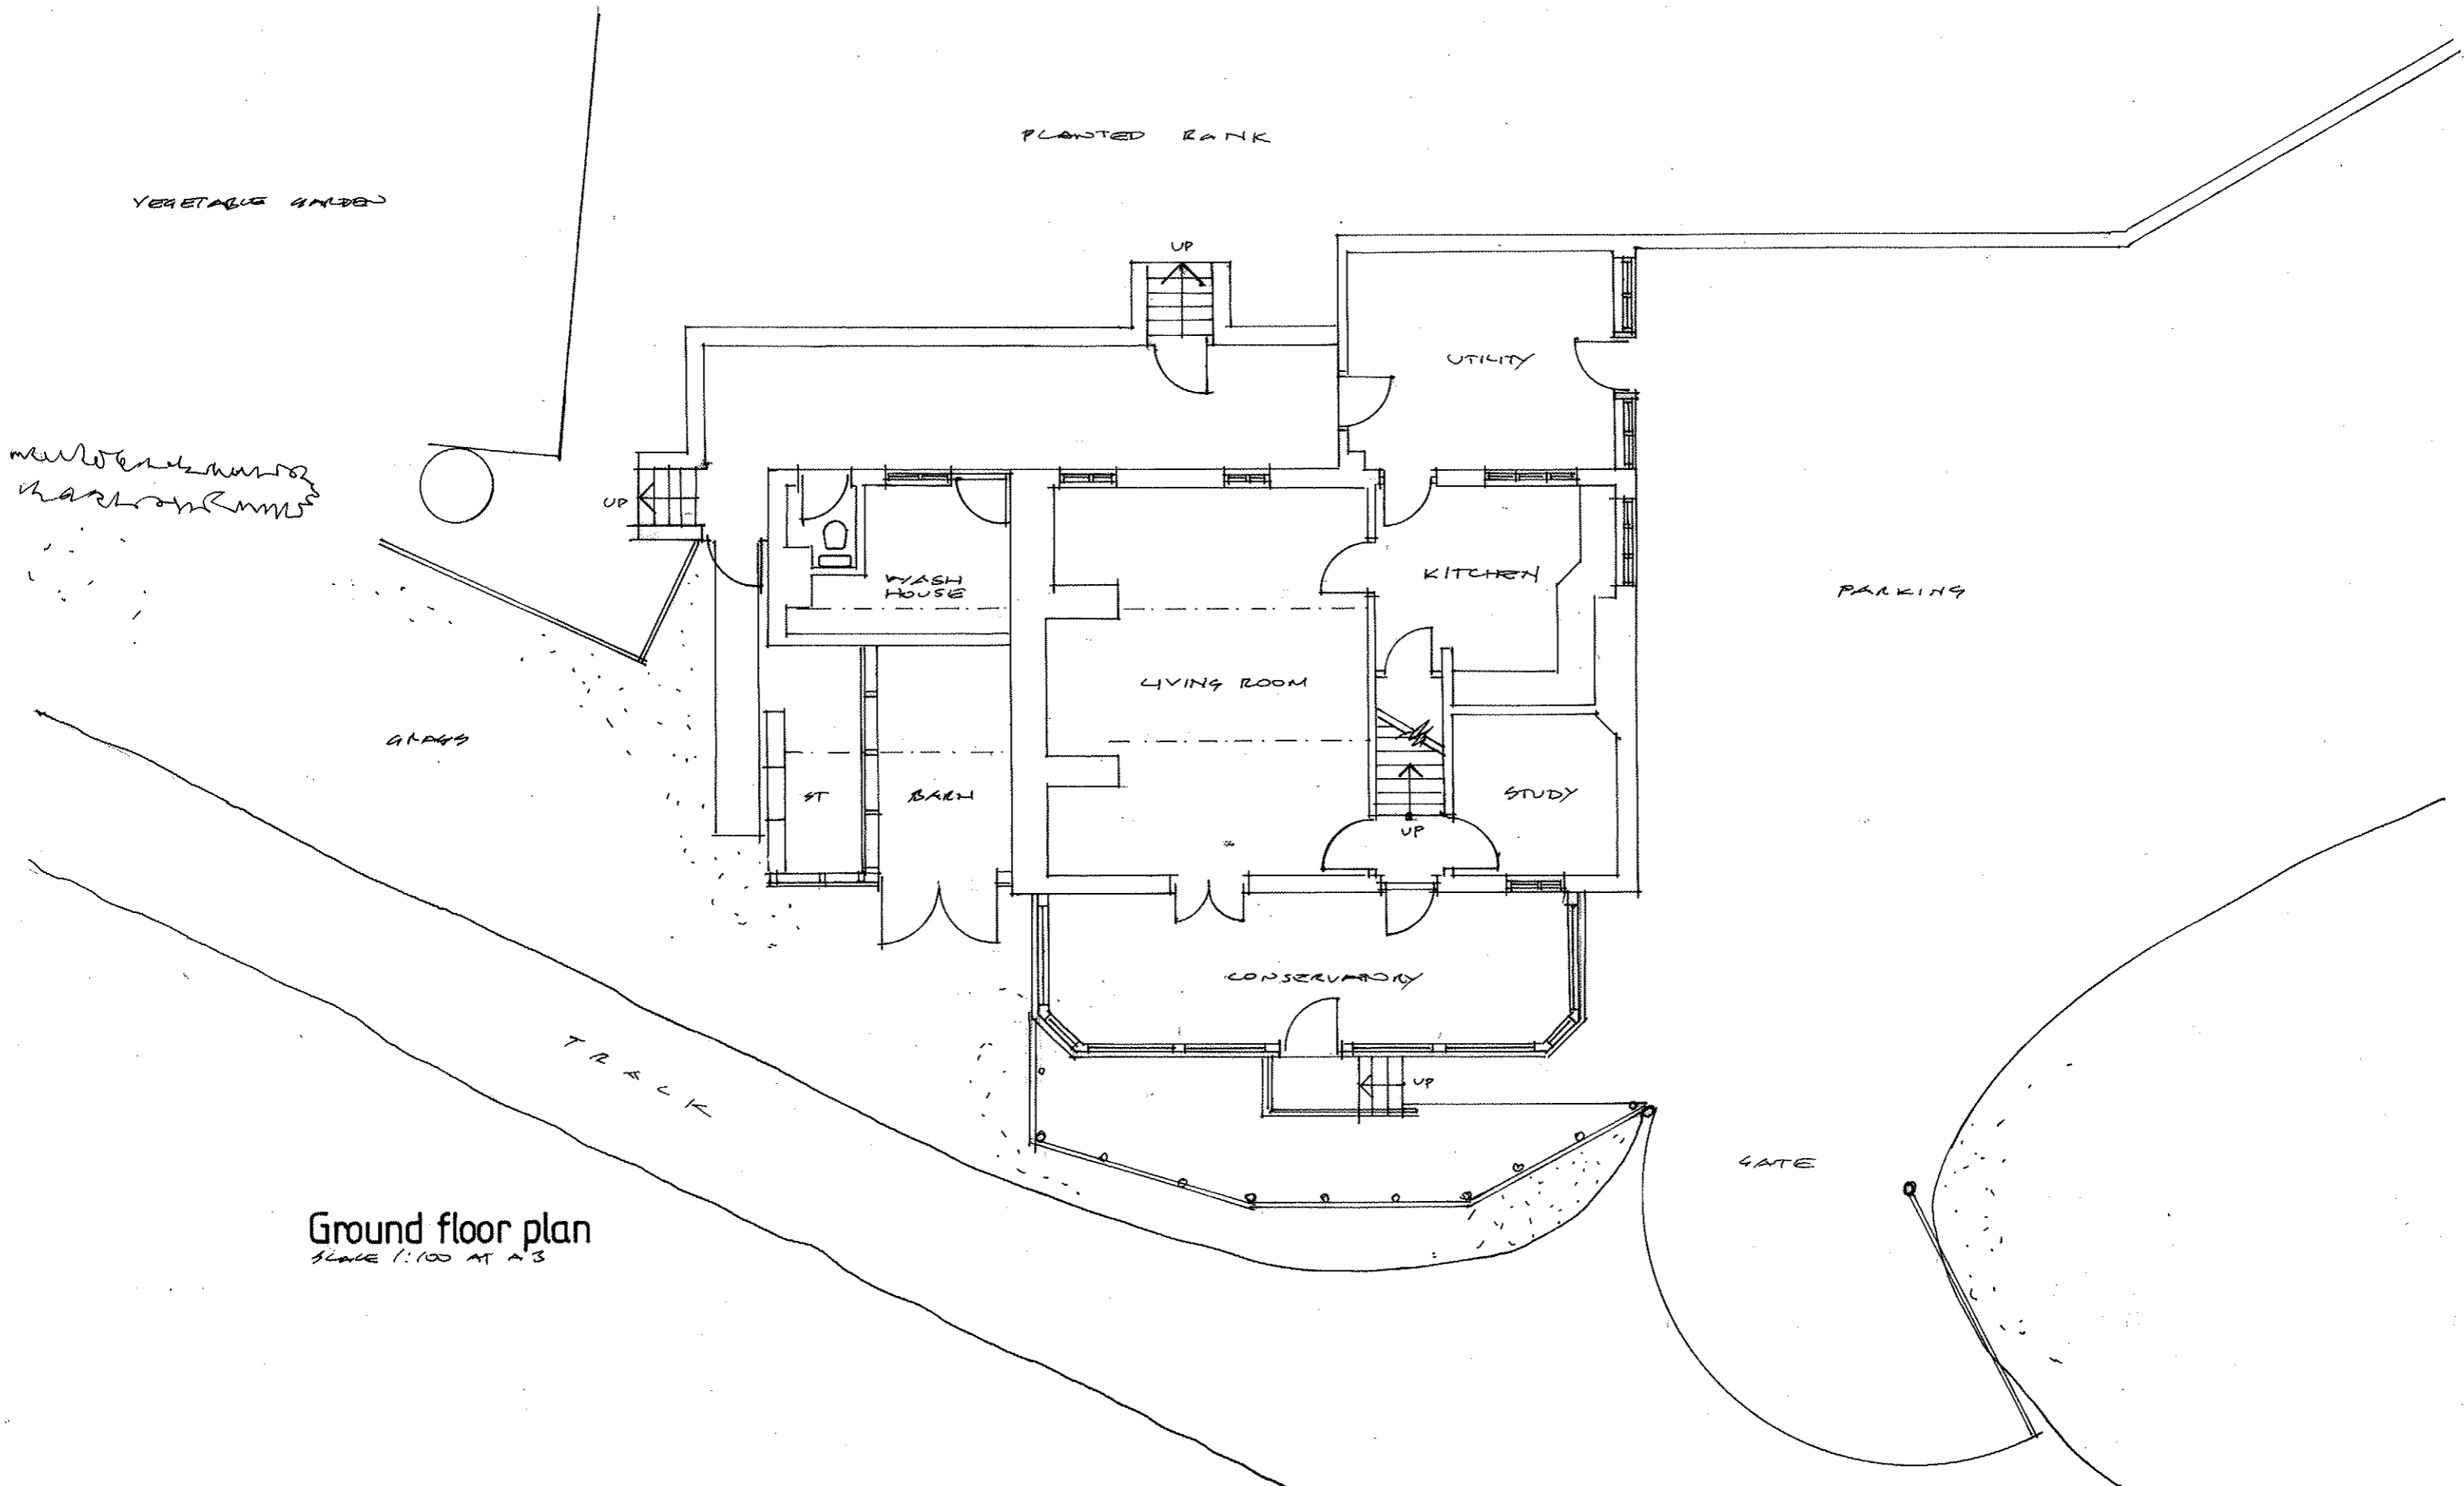 PLANTED BANK
VEGETABLE GARDEN
UP
UTILITY
UP
WASH
HOUSE
KITCHEN
PARKING
LIVING ROOM
GRASS
ST
BARN
STUDY
UP
CONSERVATORY
TRACK
UP
GATE
Ground floor plan
SCALE 1:100 AT A3